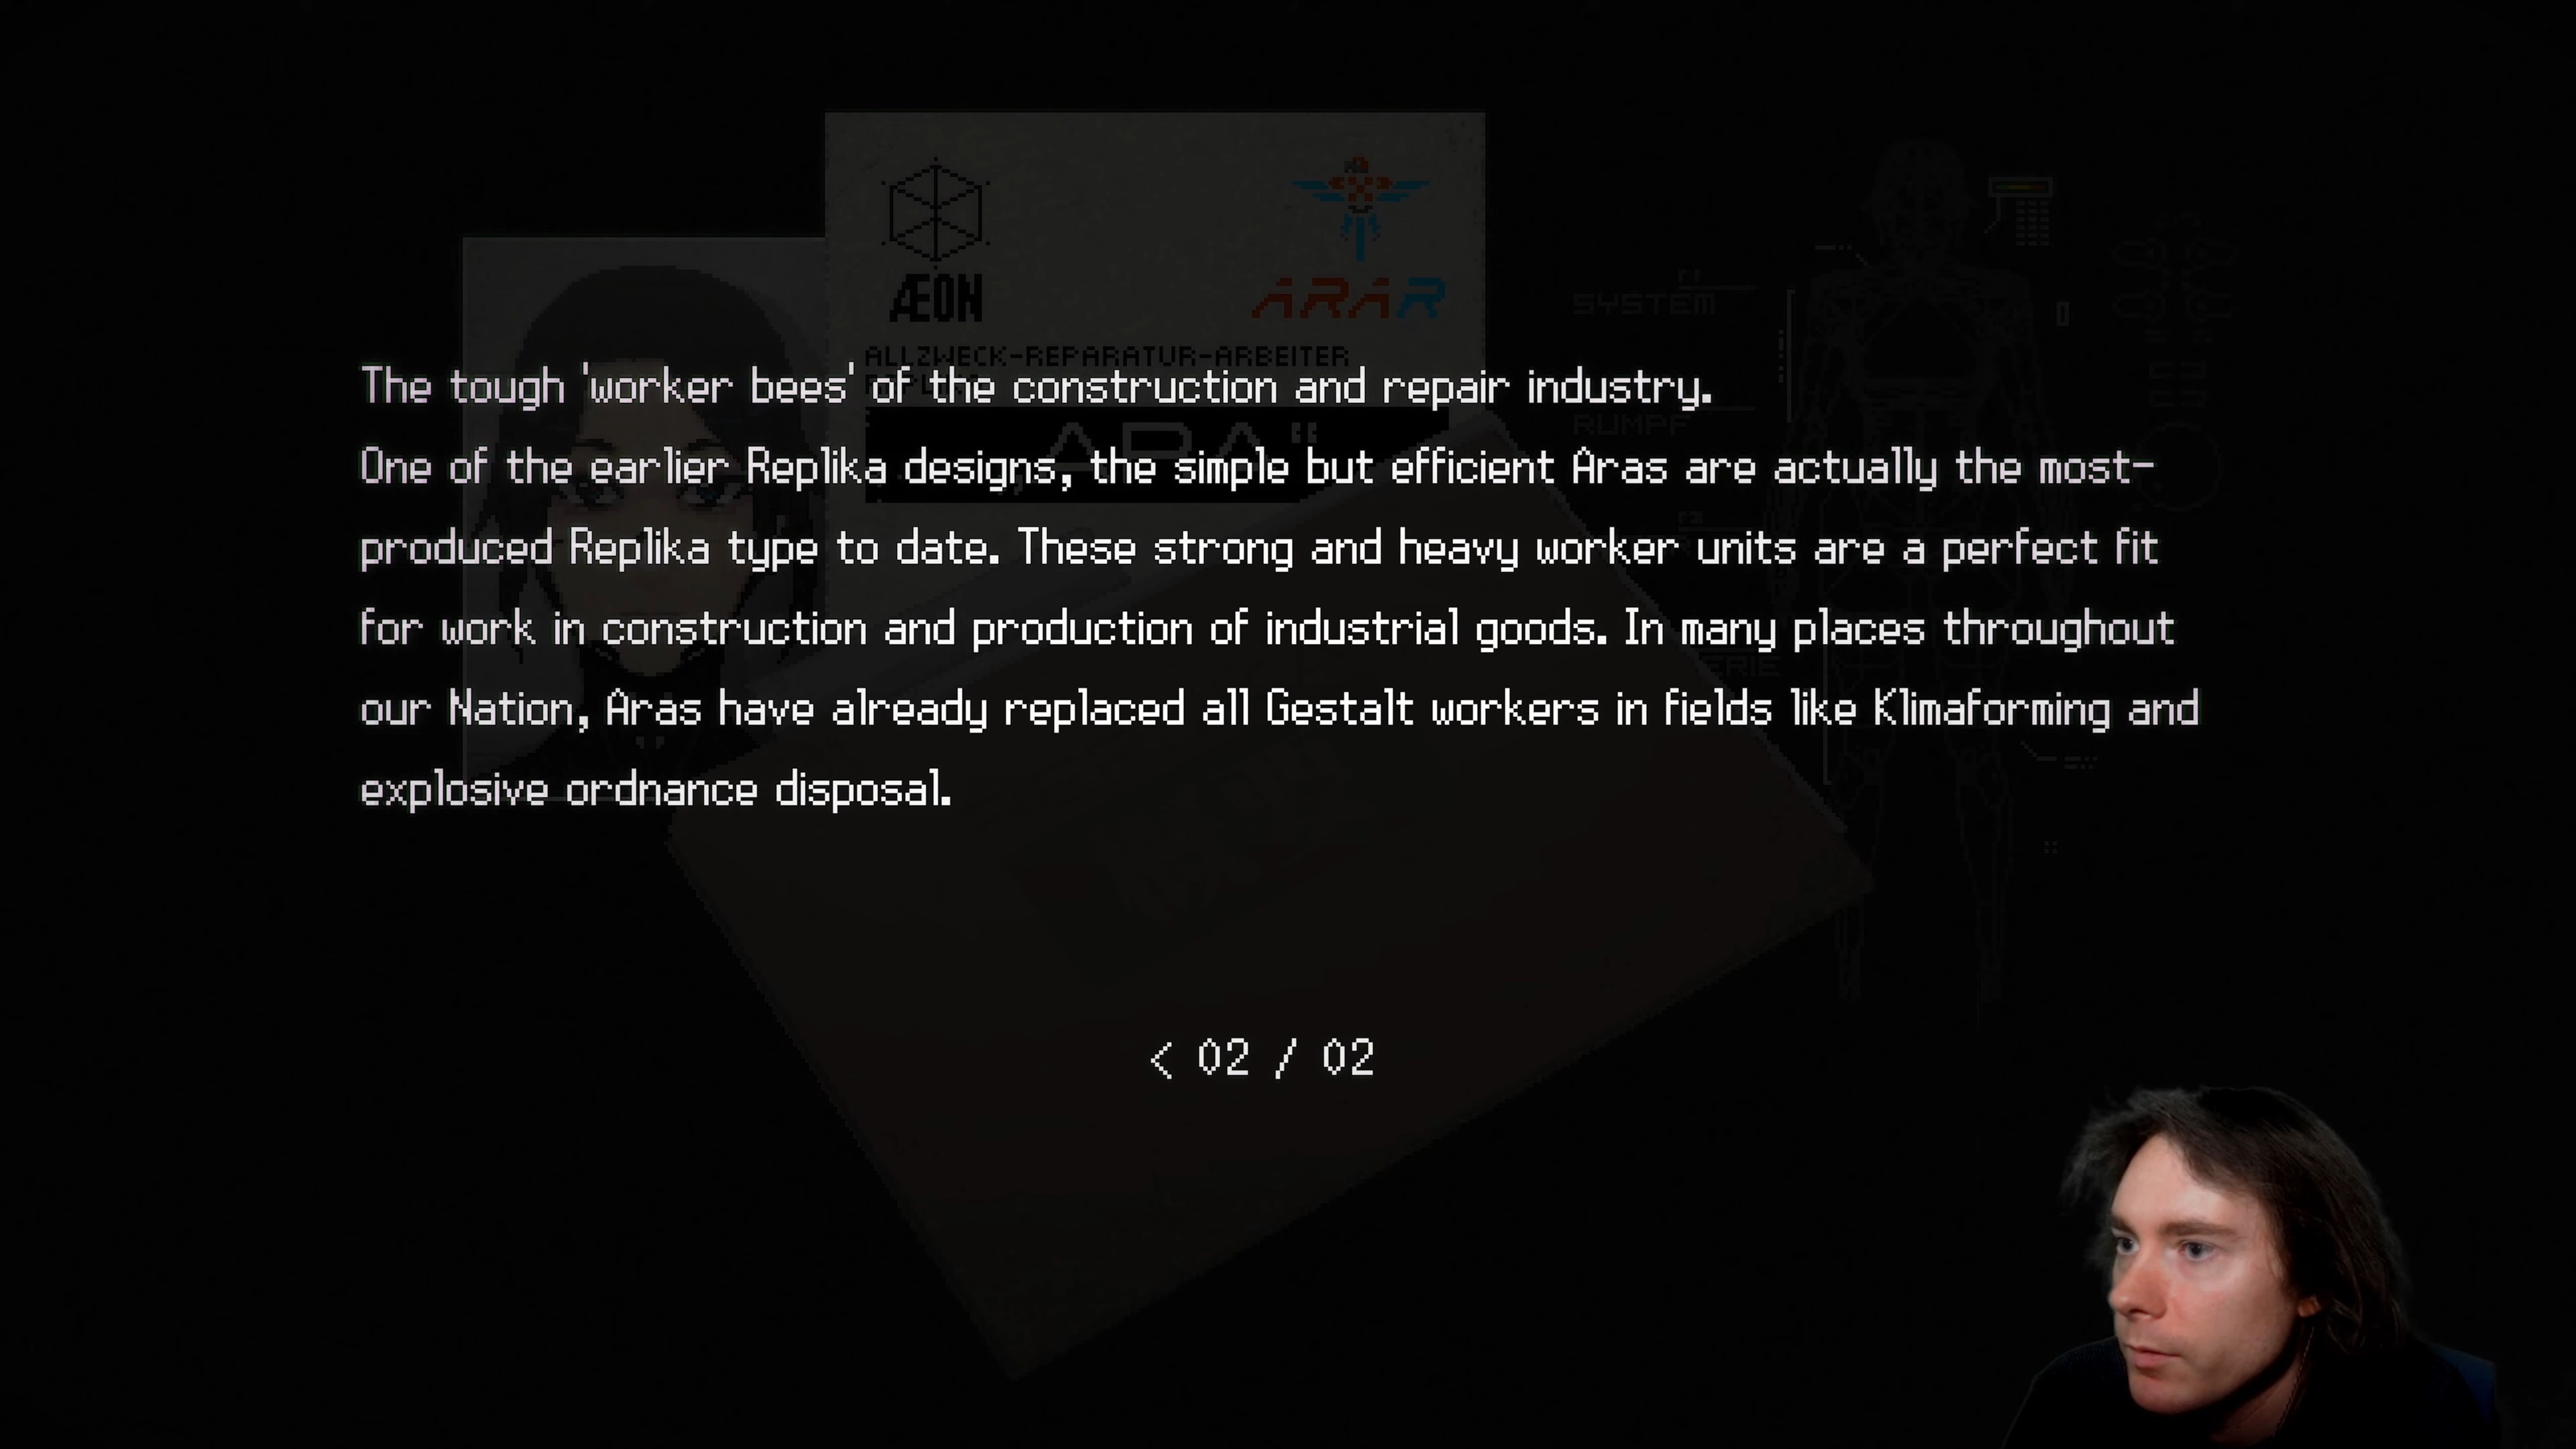 ÆON
ARAR
ALLZWECK-REPARATUR-ARBEITER
SYSTEM
RUMPF
The tough 'worker bees' of the construction and repair industry.
One of the earlier Replika designs, the simple but efficient Aras are actually the most-
produced Replika type to date. These strong and heavy worker units are a perfect fit
for work in construction and production of industrial goods. In many places throughout
our Nation, Aras have already replaced all Gestalt workers in fields like Klimaforming and
explosive ordnance disposal.
< 02 / 02